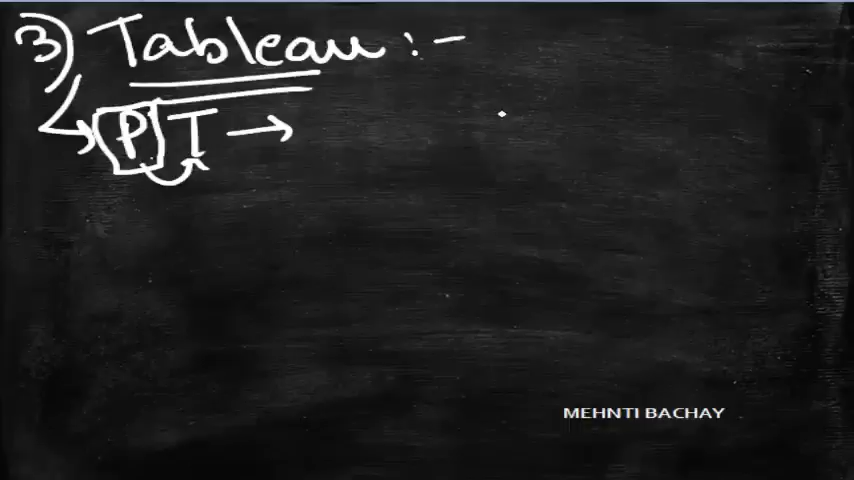 3) Tableau :-
P T →
MEHNTI BACHAY